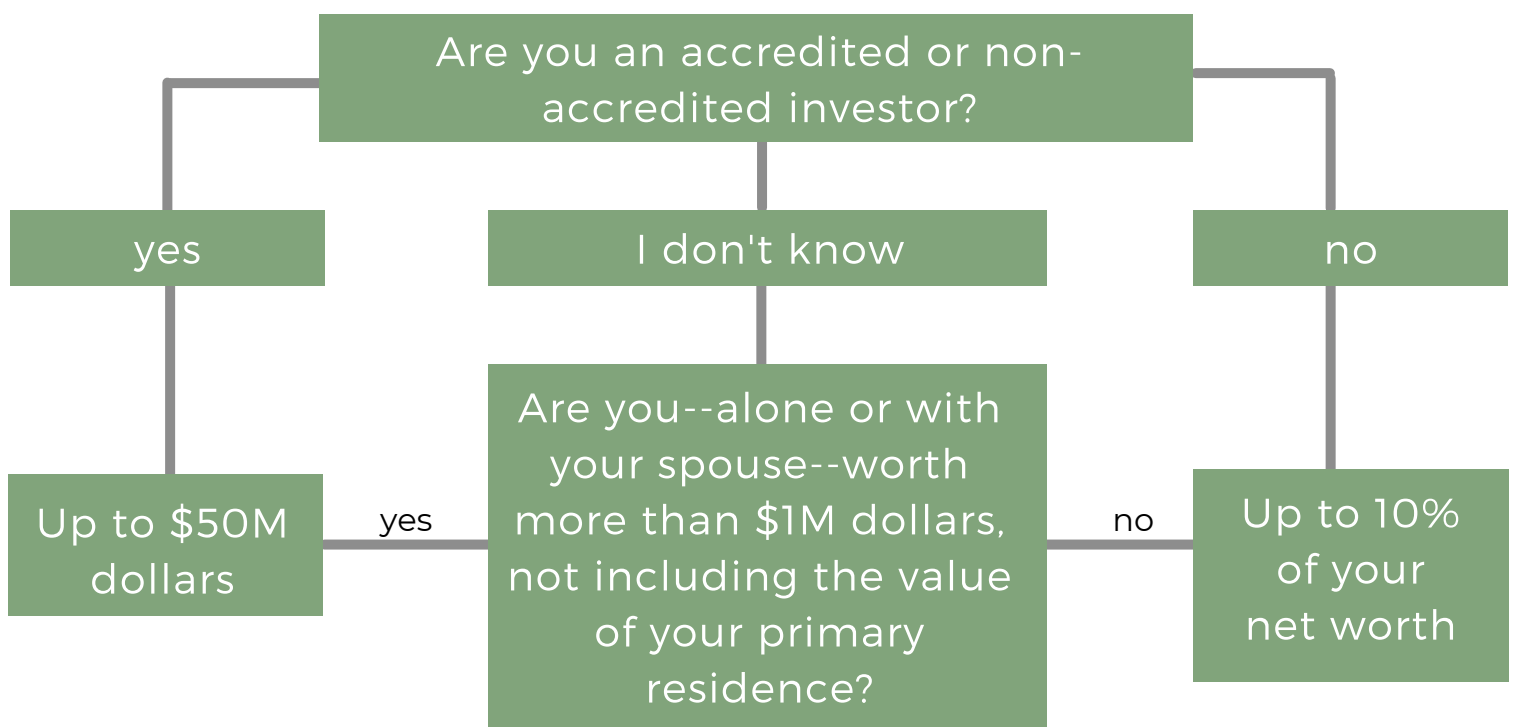 Are you an accredited or non-
accredited investor?
yes
I don't know
no
Are you--alone or with
your spouse--worth
more than $1M dollars,
not including the value
of your primary
residence?
yes
Up to $50M
dollars
no
Up to 10%
of your
net worth